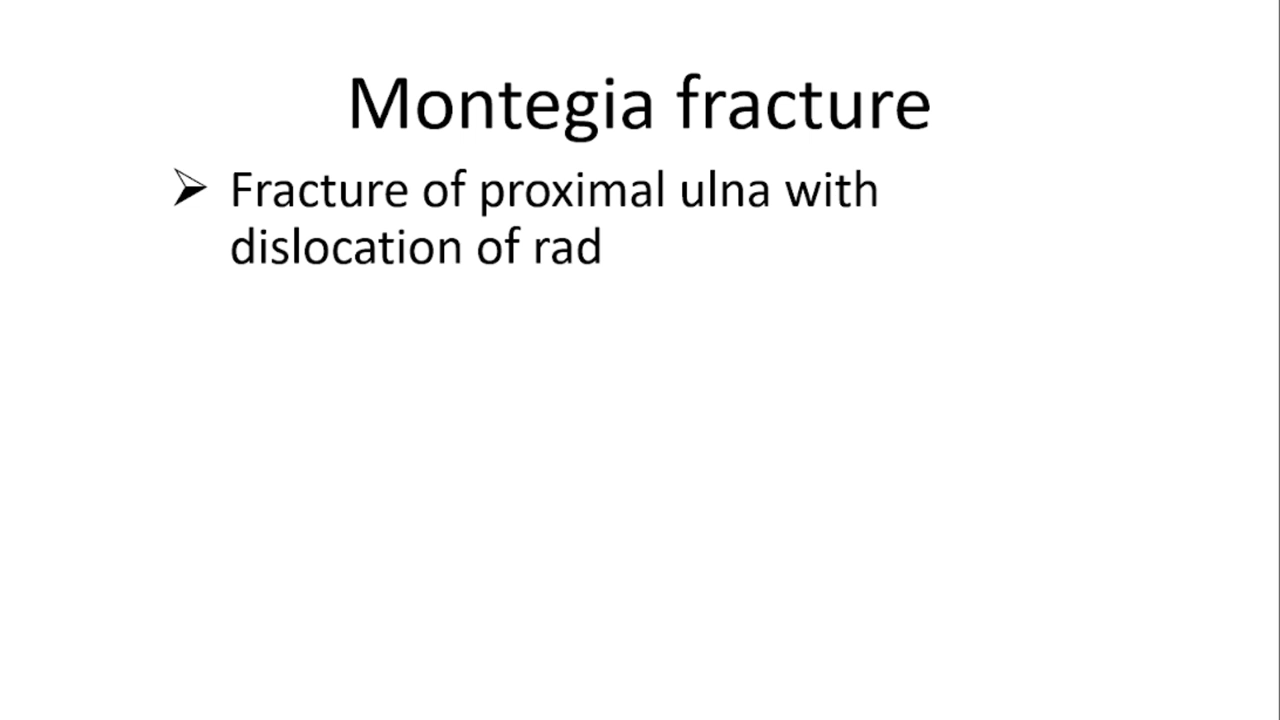 Montegia fracture
Fracture of proximal ulna with
dislocation of rad